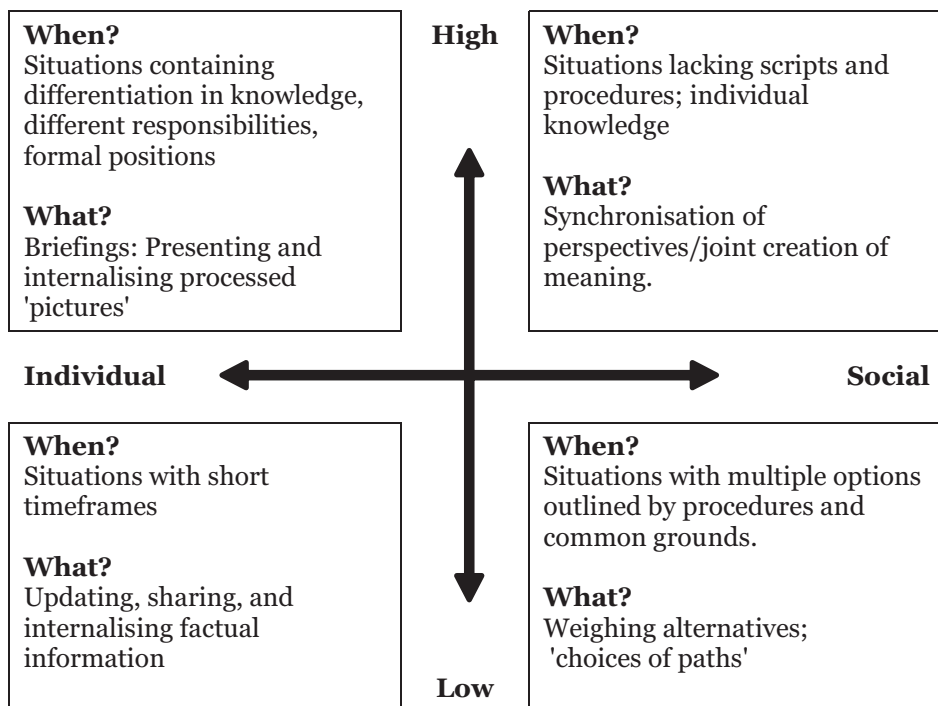 When?
Situations containing
differentiation in knowledge,
different responsibilities,
formal positions
What?
Briefings: Presenting and
internalising processed
'pictures'
High
When?
Situations lacking scripts and
procedures; individual
knowledge
What?
Synchronisation of
perspectives/joint creation of
meaning.
Individual
Social
When?
Situations with short
timeframes
What?
Updating, sharing, and
internalising factual
information
When?
Situations with multiple options
outlined by procedures and
common grounds.
What?
Weighing alternatives;
'choices of paths'
Low